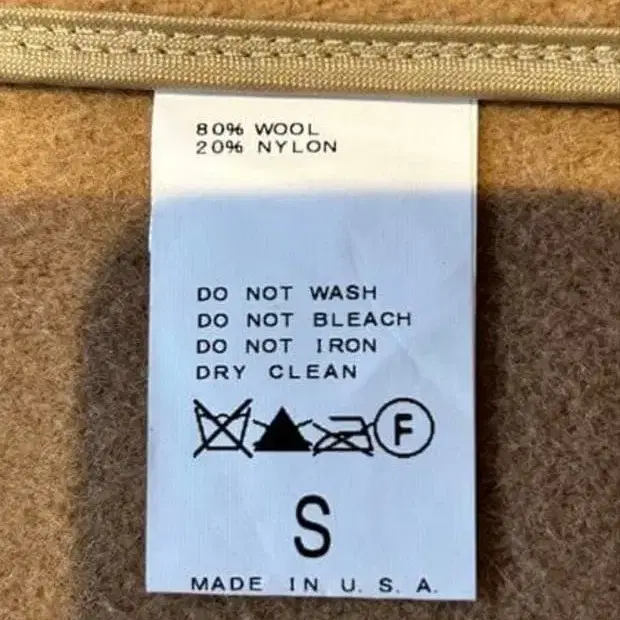 80% WOOL
20% NYLON
DO NOT WASH
DO NOT BLEACH
DO NOT IRON
DRY CLEAN
F
S
MADE IN U. S. A.